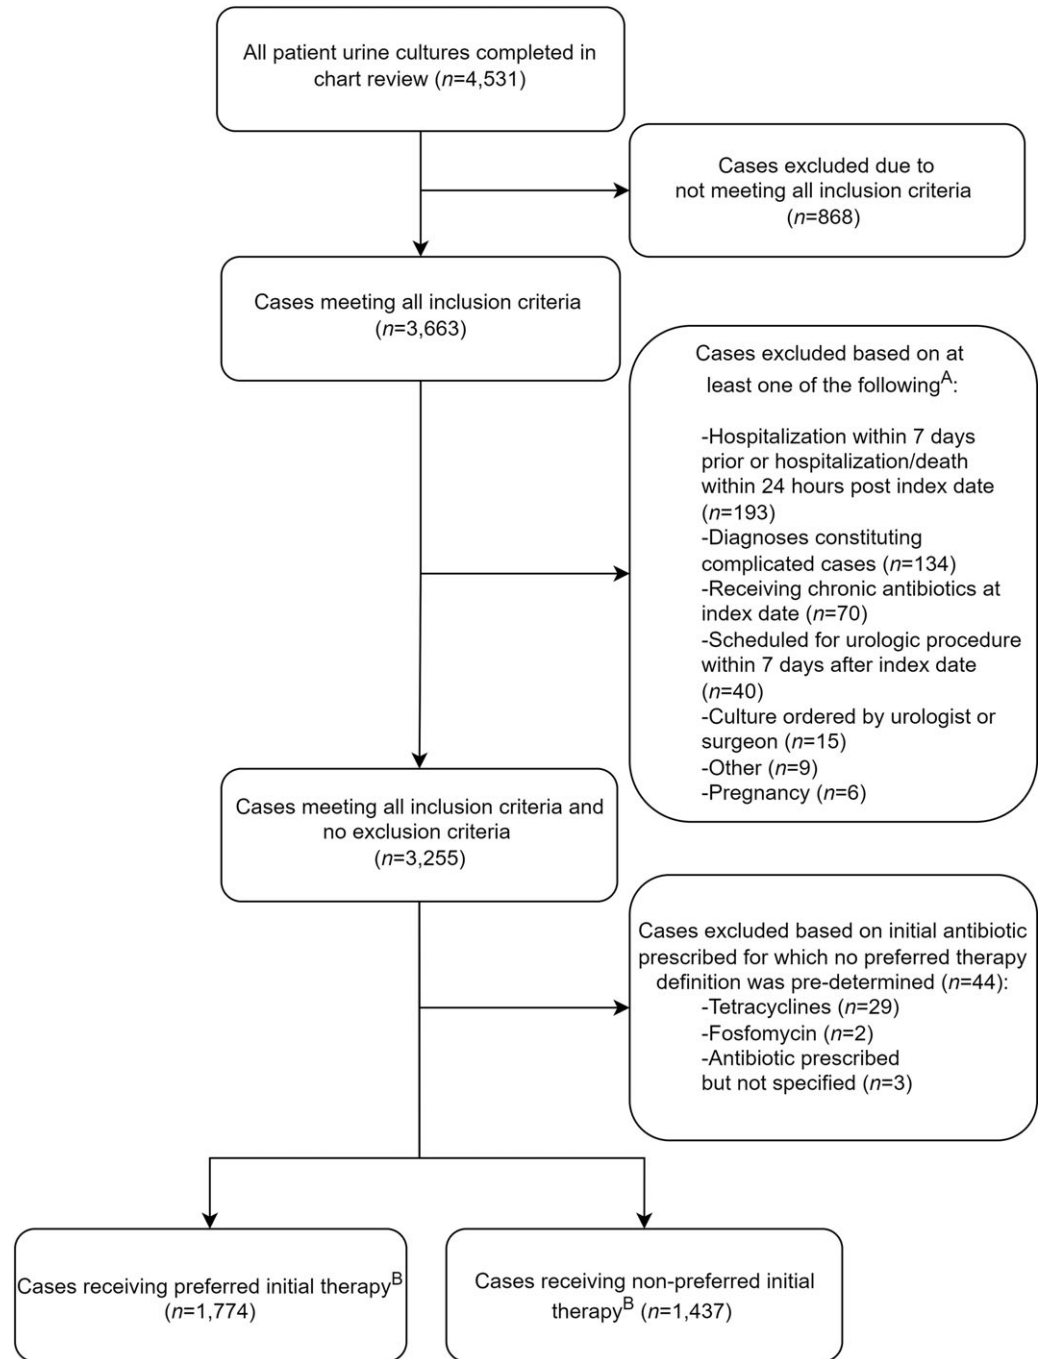 All patient urine cultures completed in
chart review (n=4,531)
Cases excluded due to
not meeting all inclusion criteria
(n=868)
Cases meeting all inclusion criteria
(n=3,663)
Cases excluded based on at
least one of the followingA:
-Hospitalization within 7 days
prior or hospitalization/death
within 24 hours post index date
(n=193)
-Diagnoses constituting
complicated cases (n=134)
-Receiving chronic antibiotics at
index date (n=70)
-Scheduled for urologic procedure
within 7 days after index date
(n=40)
-Culture ordered by urologist or
surgeon (n=15)
-Other (n=9)
-Pregnancy (n=6)
Cases meeting all inclusion criteria and
no exclusion criteria
(n=3,255)
Cases excluded based on initial antibiotic
prescribed for which no preferred therapy
definition was pre-determined (n=44):
-Tetracyclines (n=29)
-Fosfomycin (n=2)
-Antibiotic prescribed
but not specified (n=3)
Cases receiving preferred initial therapyB
(n=1,774)
Cases receiving non-preferred initial
therapyB (n=1,437)